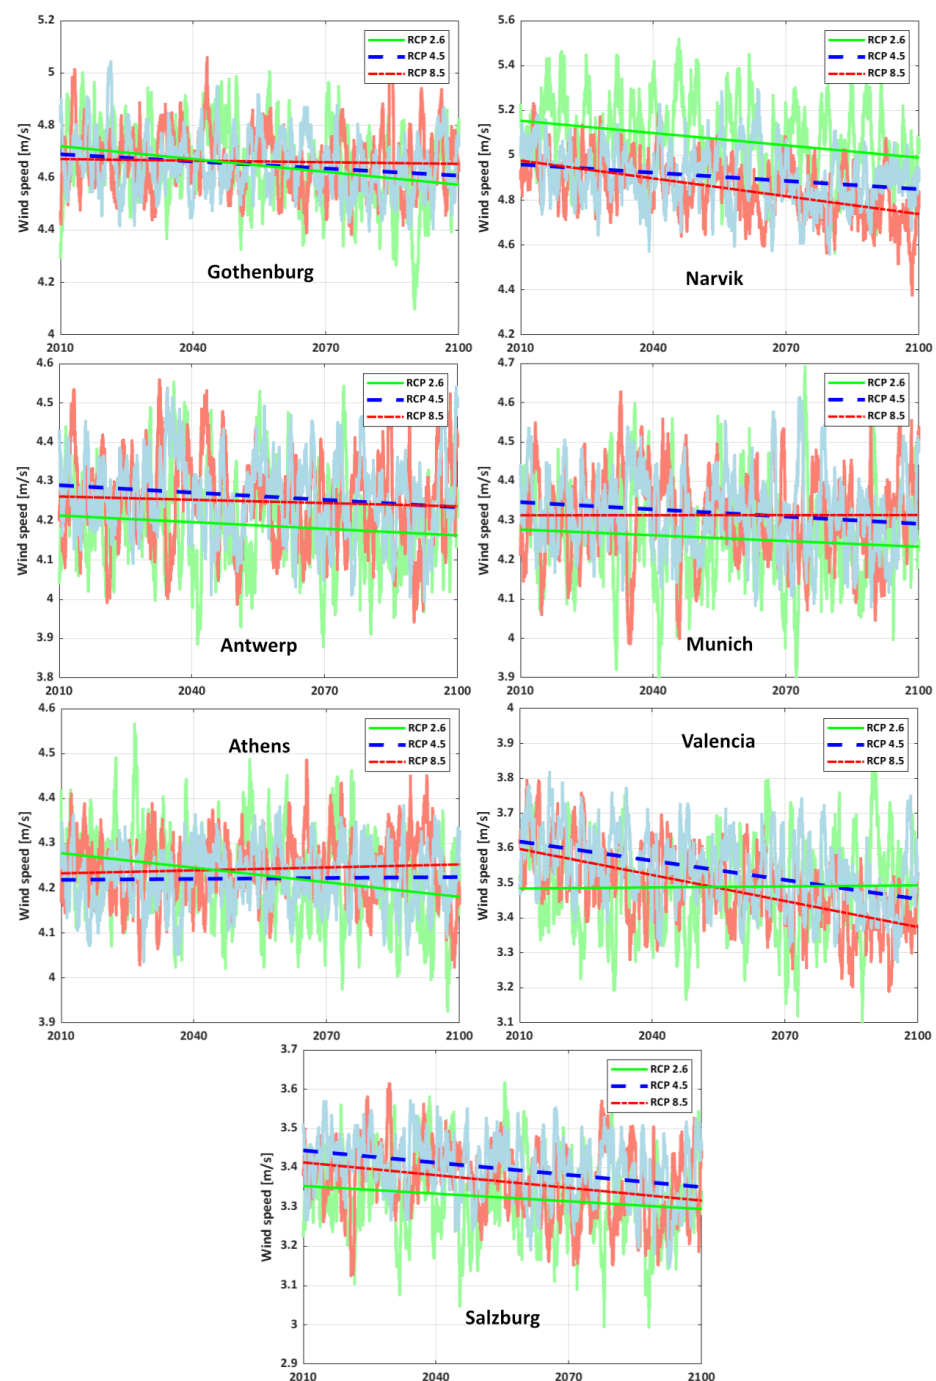 5.2
5
4.8
4.6
4.4
4.2
4
Wind speed [m/s]
RCP 2.6
RCP 4.5
RCP 8.5
Gothenburg
2010
2040
2070
2100
5.6
5.4
5.2
5
4.8
4.6
4.4
4.2
Wind speed [m/s]
RCP 2.6
RCP 4.5
RCP 8.5
Narvik
2010
2040
2070
2100
4.6
4.5
4.4
4.3
4.2
4.1
4
3.9
3.8
Wind speed [m/s]
RCP 2.6
RCP 4.5
RCP 8.5
Antwerp
2010
2040
2070
2100
4.7
4.6
4.5
4.4
4.3
4.2
4.1
4
3.9
Wind speed [m/s]
RCP 2.6
RCP 4.5
RCP 8.5
Munich
2010
2040
2070
2100
4.6
4.5
4.4
4.3
4.2
4.1
4
3.9
Wind speed [m/s]
Athens
RCP 2.6
RCP 4.5
RCP 8.5
2010
2040
2070
2100
4
3.9
3.8
3.7
3.6
3.5
3.4
3.3
3.2
3.1
Wind speed [m/s]
Valencia
RCP 2.6
RCP 4.5
RCP 8.5
2010
2040
2070
2100
3.7
3.6
3.5
3.4
3.3
3.2
3.1
3
2.9
Wind speed [m/s]
RCP 2.6
RCP 4.5
RCP 8.5
Salzburg
2010
2040
2070
2100